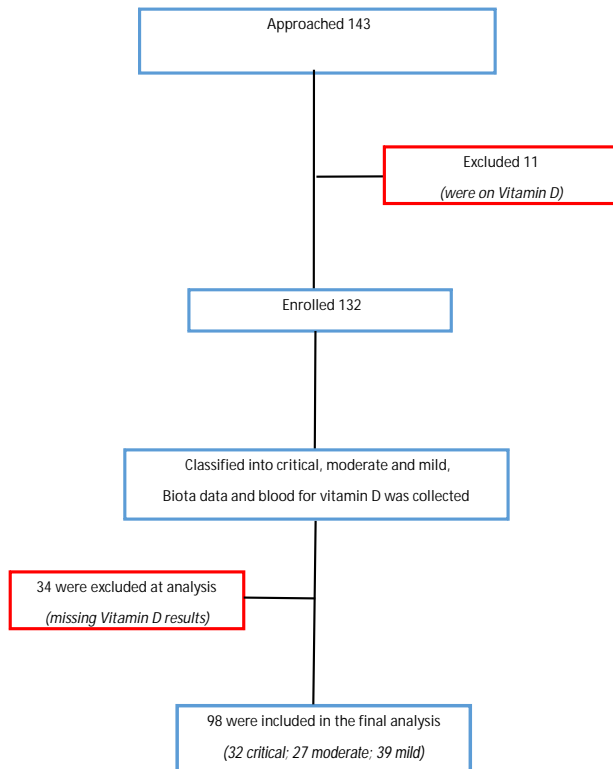 Approached 143
Excluded 11
(were on Vitamin D)
Enrolled 132
Classified into critical, moderate and mild,
Biota data and blood for vitamin D was collected
34 were excluded at analysis
(missing Vitamin D results)
98 were included in the final analysis
(32 critical; 27 moderate; 39 mild)